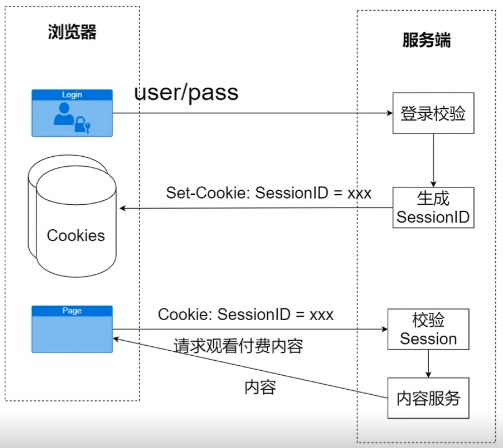 浏览器
服务端
Login
user/pass
登录校验
Set-Cookie: SessionID = xxx
生成
SessionID
Cookies
Page
Cookie: SessionID = xxx
校验
Session
请求观看付费内容
内容
内容服务